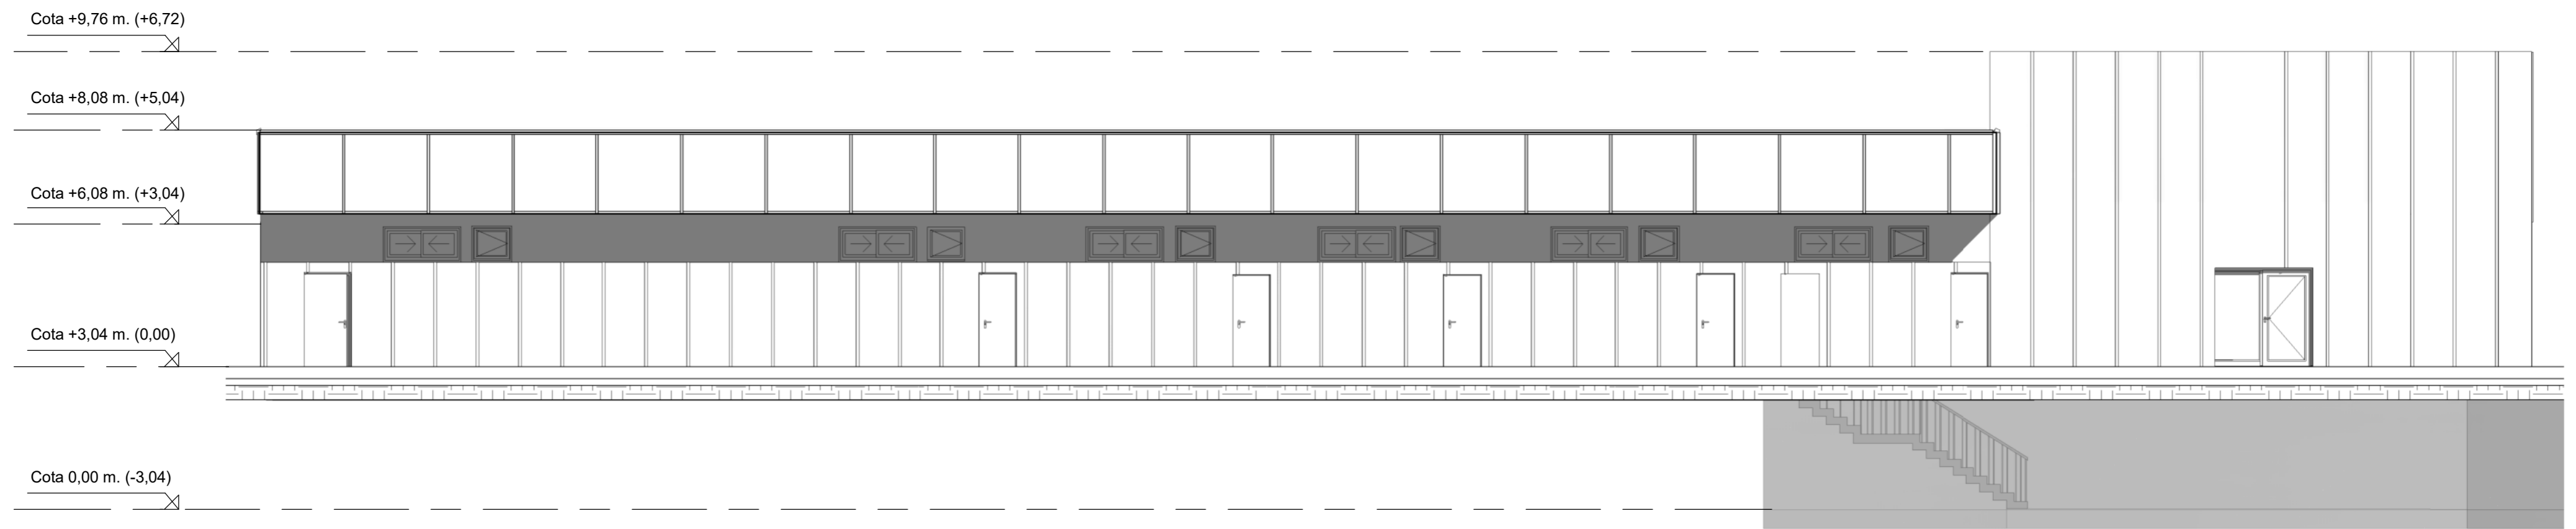 Cota +9,76 m. (+6,72)
Cota +8,08 m. (+5,04)
Cota +6,08 m. (+3,04)
Cota +3,04 m. (0,00)
Cota 0,00 m. (-3,04)